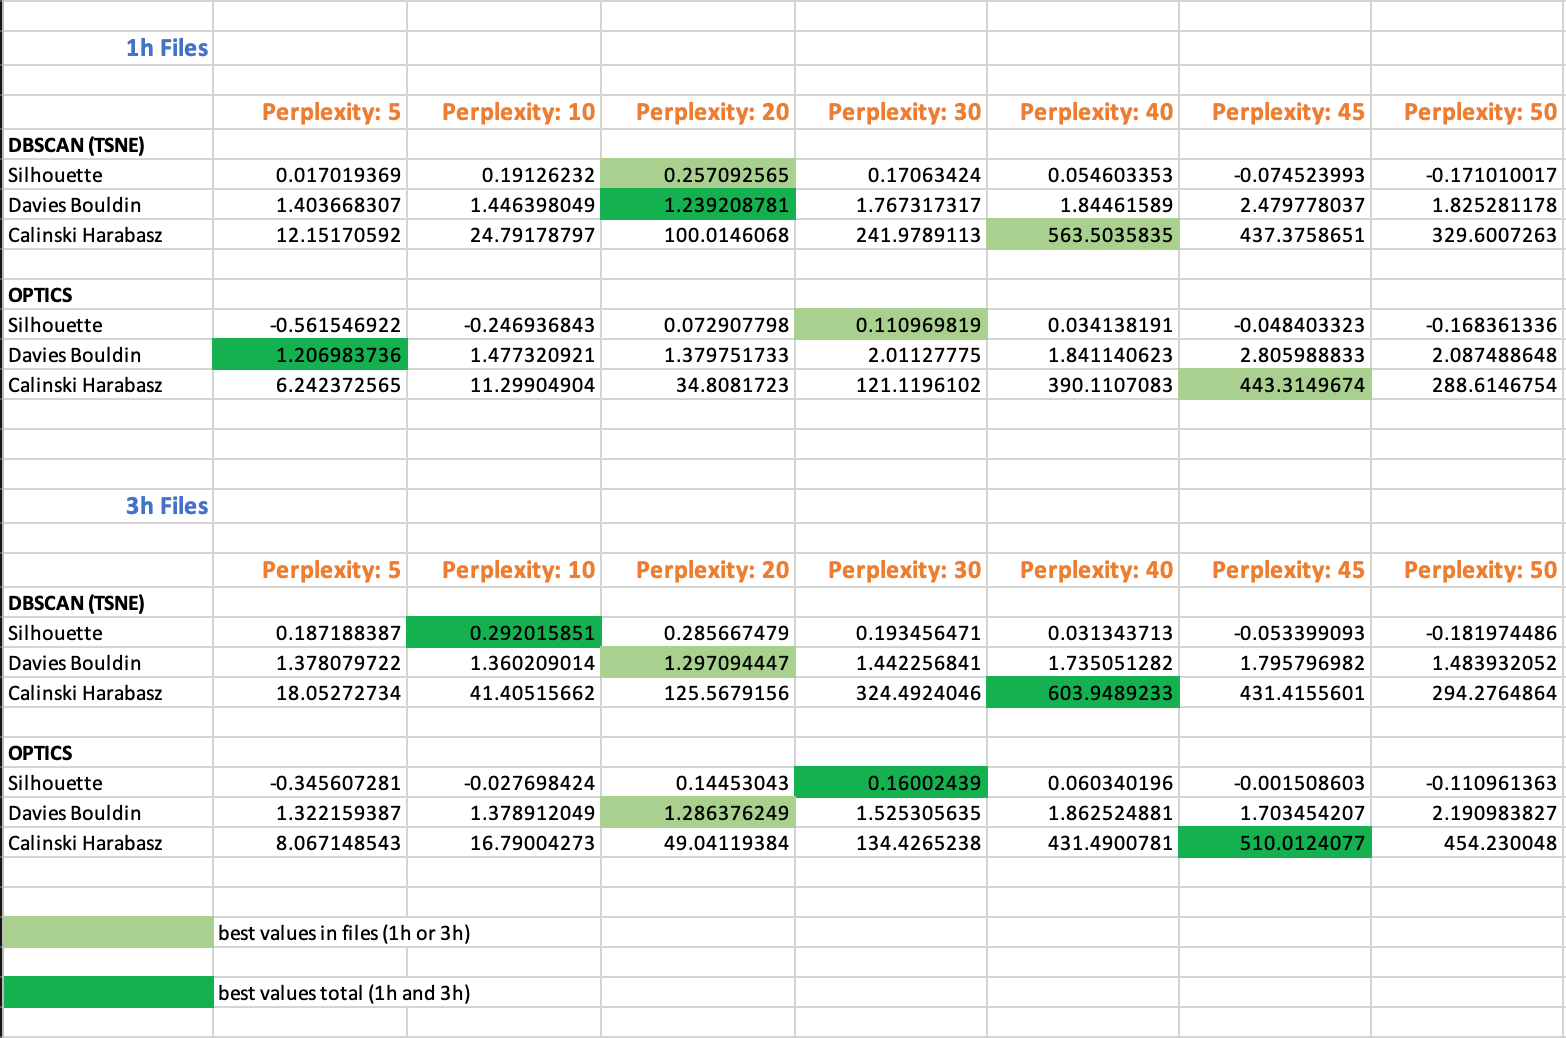 1h Files
Perplexity: 5 Perplexity: 10 Perplexity: 20 Perplexity: 30 Perplexity: 40 Perplexity: 45 Perplexity: 50
DBSCAN (TSNE)
Silhouette 0.017019369 0.19126232 0.257092565 0.17063424 0.054603353 -0.074523993 -0.171010017
Davies Bouldin 1.403668307 1.446398049 1.239208781 1.767317317 1.84461589 2.479778037 1.825281178
Calinski Harabasz 12.15170592 24.79178797 100.0146068 241.9789113 563.5035835 437.3758651 329.6007263
OPTICS
Silhouette -0.561546922 -0.246936843 0.072907798 0.110969819 0.034138191 -0.048403323 -0.168361336
Davies Bouldin 1.206983736 1.477320921 1.379751733 2.01127775 1.841140623 2.805988833 2.087488648
Calinski Harabasz 6.242372565 11.29904904 34.8081723 121.1196102 390.1107083 443.3149674 288.6146754
3h Files
Perplexity: 5 Perplexity: 10 Perplexity: 20 Perplexity: 30 Perplexity: 40 Perplexity: 45 Perplexity: 50
DBSCAN (TSNE)
Silhouette 0.187188387 0.292015851 0.285667479 0.193456471 0.031343713 -0.053399093 -0.181974486
Davies Bouldin 1.378079722 1.360209014 1.297094447 1.442256841 1.735051282 1.795796982 1.483932052
Calinski Harabasz 18.05272734 41.40515662 125.5679156 324.4924046 603.9489233 431.4155601 294.2764864
OPTICS
Silhouette -0.345607281 -0.027698424 0.14453043 0.16002439 0.060340196 -0.001508603 -0.110961363
Davies Bouldin 1.322159387 1.378912049 1.286376249 1.525305635 1.862524881 1.703454207 2.190983827
Calinski Harabasz 8.067148543 16.79004273 49.04119384 134.4265238 431.4900781 510.0124077 454.230048
best values in files (1h or 3h)
best values total (1h and 3h)